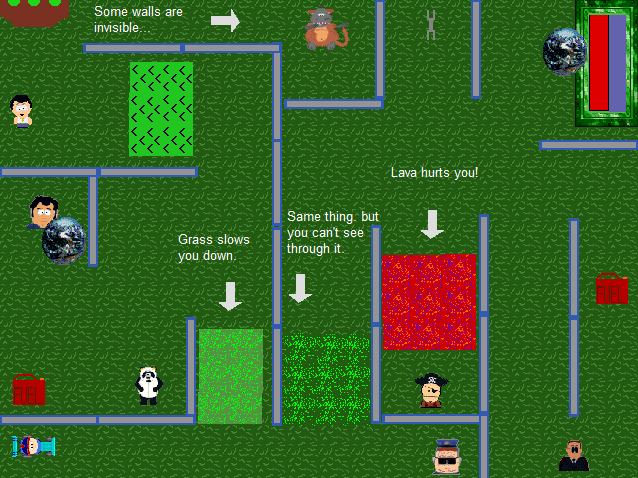 Some walls are
invisible...
Lava hurts you!
Same thing. but
you can't see
through it.
Grass slows
you down.